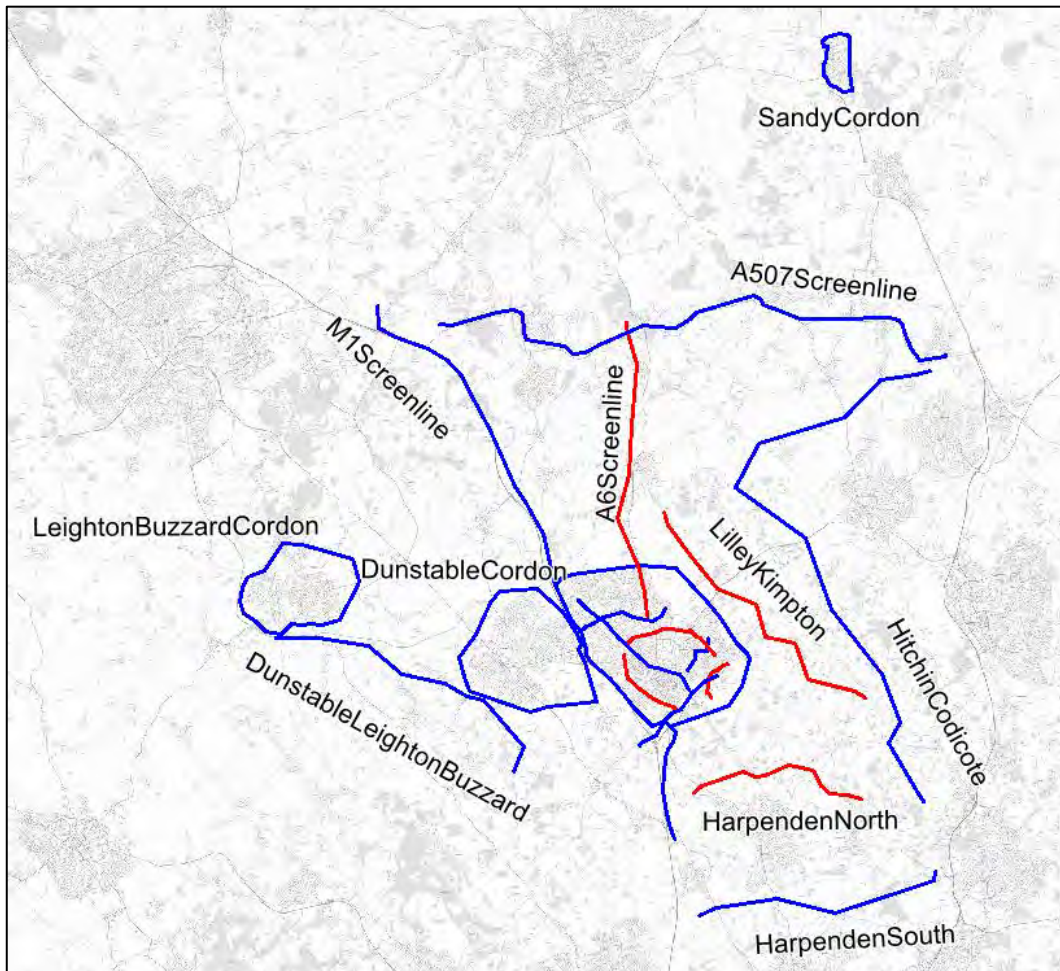 SandyCordon
A507Screenline
M1Screenline
A6Screenline
LeightonBuzzardCordon
DunstableCordon
LilleyKimpton
HitchinCodicote
DunstableLeightonBuzzard
HarpendenNorth
HarpendenSouth